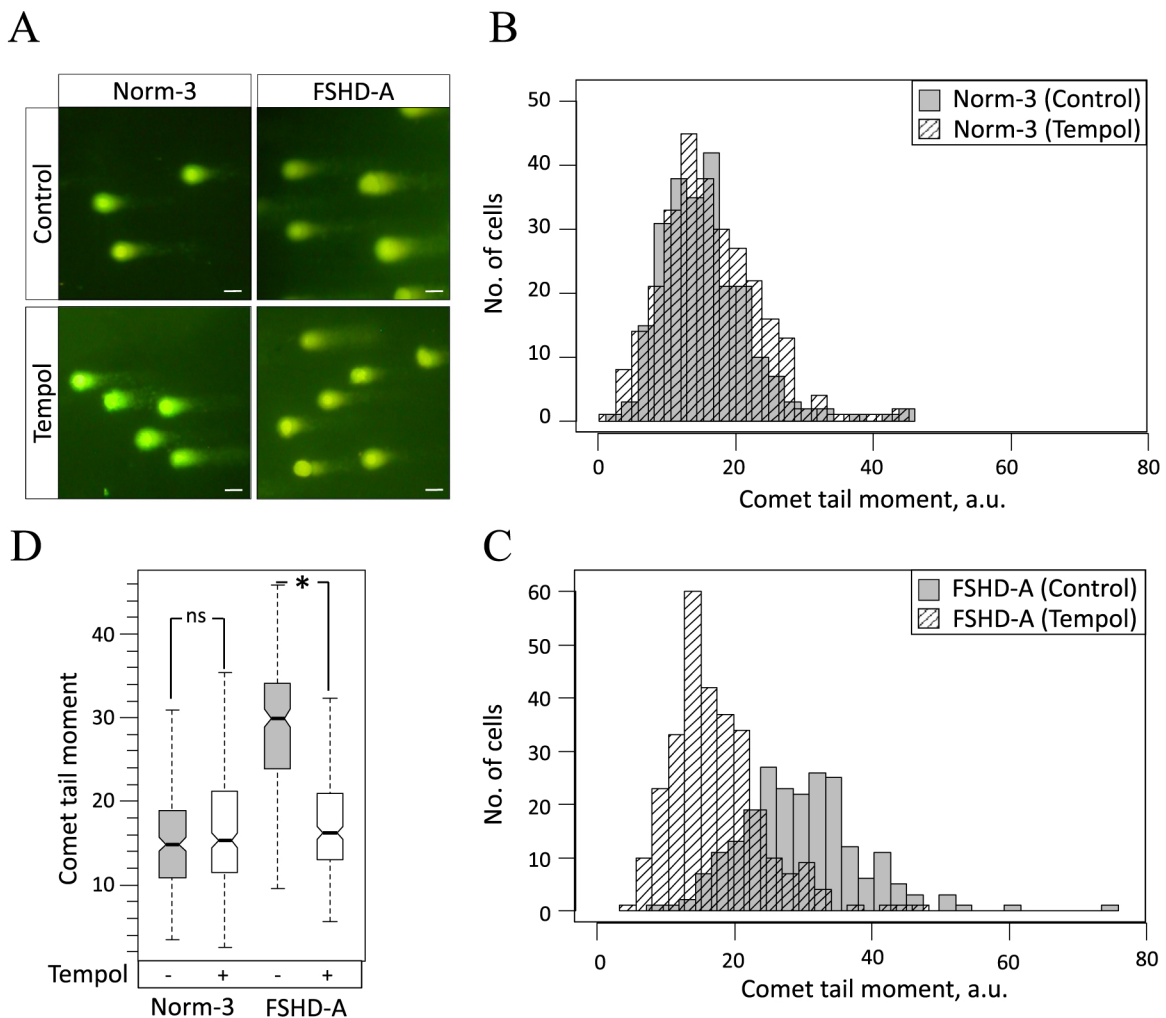 A
Norm-3 FSHD-A
Control
Tempol
B
50
40
30
20
10
0
No. of cells
Norm-3 (Control)
Norm-3 (Tempol)
0 20 40 60 80
Comet tail moment, a.u.
D
40
30
20
10
Comet tail moment
ns
*
Tempol - + - +
Norm-3 FSHD-A
C
60
50
40
30
20
10
0
No. of cells
FSHD-A (Control)
FSHD-A (Tempol)
0 20 40 60 80
Comet tail moment, a.u.